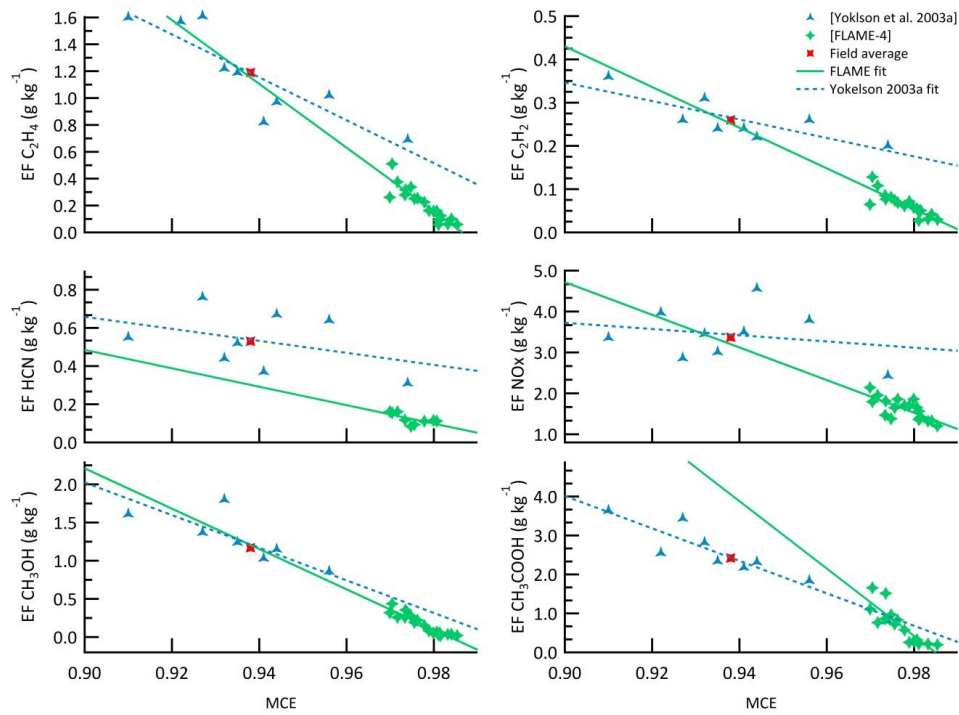 1.6
1.4
1.2
1.0
0.8
0.6
0.4
0.2
0.0
EF C₂H₄ (g kg⁻¹)
0.5
0.4
0.3
0.2
0.1
0.0
EF C₂H₂ (g kg⁻¹)
[Yoklson et al. 2003a]
[FLAME-4]
Field average
FLAME fit
Yokelson 2003a fit
0.8
0.6
0.4
0.2
0.0
EF HCN (g kg⁻¹)
5.0
4.0
3.0
2.0
1.0
EF NOx (g kg⁻¹)
2.0
1.5
1.0
0.5
0.0
EF CH₃OH (g kg⁻¹)
0.90 0.92 0.94 0.96 0.98
MCE
4.0
3.0
2.0
1.0
0.0
EF CH₃COOH (g kg⁻¹)
0.90 0.92 0.94 0.96 0.98
MCE